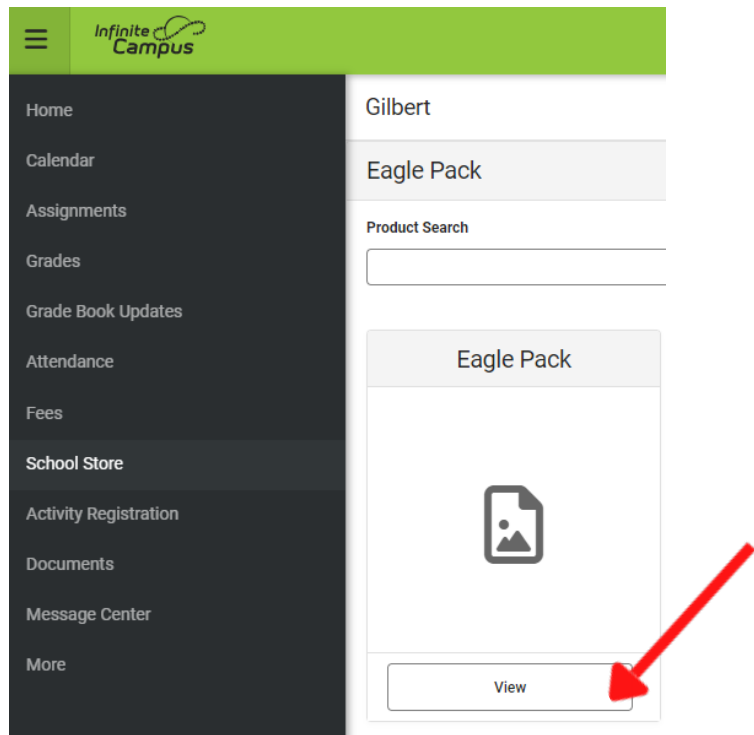 Infinite
Campus
Home
Calendar
Assignments
Grades
Grade Book Updates
Attendance
Fees
School Store
Activity Registration
Documents
Message Center
More
Gilbert
Eagle Pack
Product Search
Eagle Pack
View